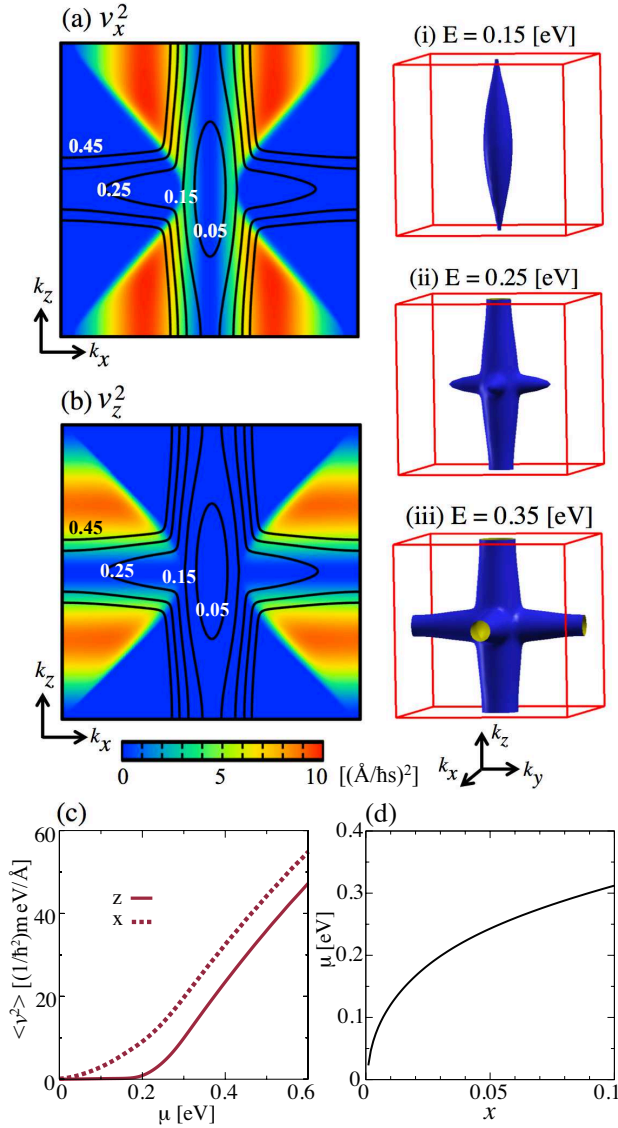 (a) v_x^2
(i) E = 0.15 [eV]
0.45
0.25
0.15
0.05
k_z
k_x
(ii) E = 0.25 [eV]
(b) v_z^2
0.45
0.25
0.15
0.05
(iii) E = 0.35 [eV]
k_z
k_x
0 5 10 [(Å/ħs)^2]
k_z
k_x k_y
(c)
(d)
60
40
20
0
<v^2> [(1/ħ^2)m eV/Å]
z
x
0 0.2 0.4 0.6
μ [eV]
0.4
0.3
0.2
0.1
0
μ [eV]
0 0.05 0.1
x